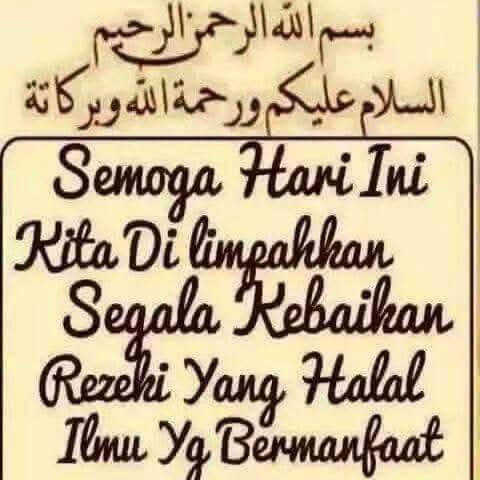 بسم الله الرحمن الرحيم
السلام عليكم ورحمة الله وبركاتة
Semoga Hari Ini
Kita Di limpahkan
Segala Kebaikan
Rezeki Yang Halal
Ilmu Yg Bermanfaat